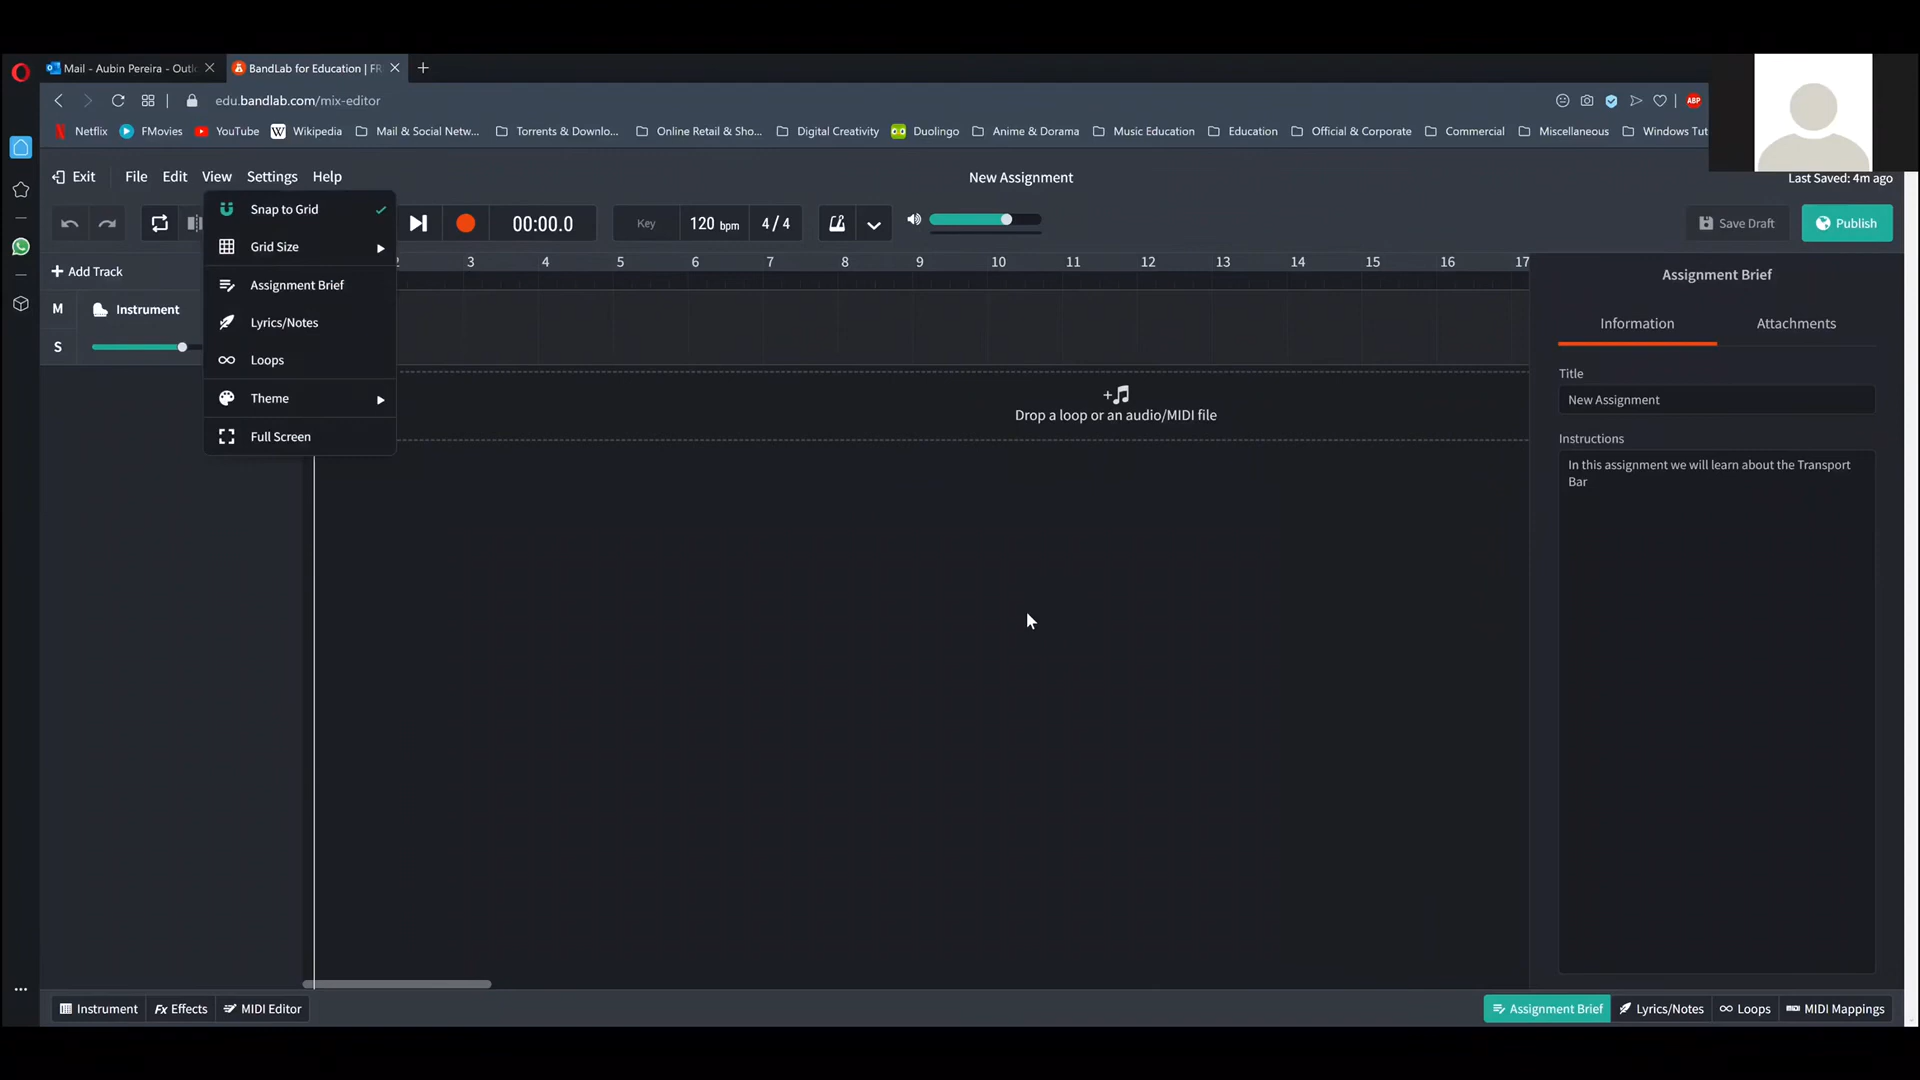 Mail - Aubin Pereira - Outl
BandLab for Education | FR
edu.bandlab.com/mix-editor
ABP
Netflix
FMovies
YouTube
W Wikipedia
Mail & Social Netw...
Torrents & Downlo...
Online Retail & Sho...
Digital Creativity
Duolingo
Anime & Dorama
Music Education
Education
Official & Corporate
Commercial
Miscellaneous
Windows Tut
Exit
File
Edit
View
Settings
Help
New Assignment
Last Saved: 4m ago
00:00.0
Key
120 bpm
4/4
Save Draft
Publish
Snap to Grid
Grid Size
Assignment Brief
Lyrics/Notes
Loops
Theme
Full Screen
+ Add Track
M
Instrument
S
2 3 4 5 6 7 8 9 10 11 12 13 14 15 16 17
Drop a loop or an audio/MIDI file
Assignment Brief
Information
Attachments
Title
New Assignment
Instructions
In this assignment we will learn about the Transport
Bar
Instrument
Fx Effects
MIDI Editor
Assignment Brief
Lyrics/Notes
Loops
MIDI Mappings